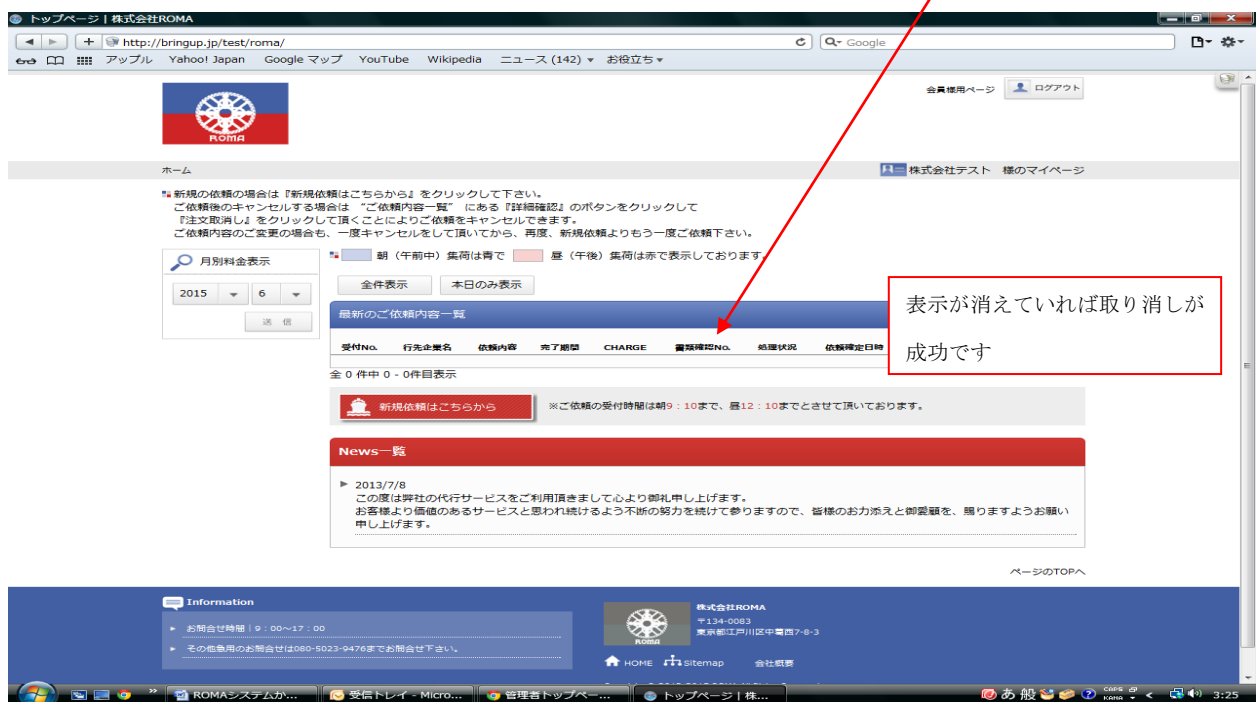 トップページ | 株式会社ROMA
http://bringup.jp/test/roma/
Google
アップル Yahoo! Japan Google マップ YouTube Wikipedia ニュース (142) お役立ち
会員様用ページ ログアウト
ROMA
ホーム
株式会社テスト 様のマイページ
新規の依頼の場合は『新規依頼はこちらから』をクリックして下さい。
ご依頼後のキャンセルする場合は “ご依頼内容一覧” にある『詳細確認』のボタンをクリックして
『注文取消し』をクリックして頂くことによりご依頼をキャンセルできます。
ご依頼内容のご変更の場合も、一度キャンセルをして頂いてから、再度、新規依頼よりもう一度ご依頼下さい。
月別料金表示
2015 6
送 信
朝（午前中）集荷は青で 昼（午後）集荷は赤で表示しております。
全件表示 本日のみ表示
最新のご依頼内容一覧
受付No. 行先企業名 依頼内容 完了期間 CHARGE 書類確認No. 処理状況 依頼確定日時
表示が消えていれば取り消しが
成功です
全 0 件中 0 - 0件目表示
新規依頼はこちらから
※ご依頼の受付時間は朝9：10まで、昼12：10までとさせて頂いております。
News一覧
2013/7/8
この度は弊社の代行サービスをご利用頂きまして心より御礼申し上げます。
お客様より価値のあるサービスと思われ続けるよう不断の努力を続けて参りますので、皆様のお力添えと御愛顧を、賜りますようお願い
申し上げます。
ページのTOPへ
Information
お問合せ時間 | 9：00～17：00
その他急用のお問合せは080-5023-9476までお問合せ下さい。
ROMA
株式会社ROMA
〒134-0083
東京都江戸川区中葛西7-8-3
HOME Sitemap 会社概要
ROMAシステムか... 受信トレイ - Micro... 管理者トップペー... トップページ | 株...
あ 般 CAPS KANA 3:25